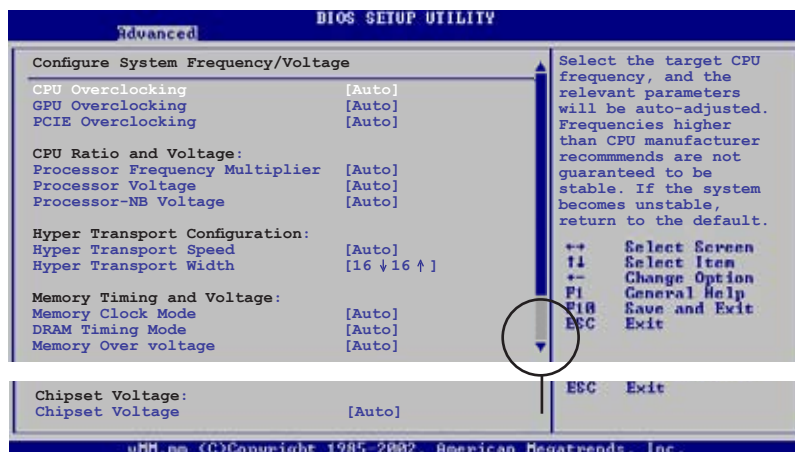 BIOS SETUP UTILITY
Advanced
Configure System Frequency/Voltage
CPU Overclocking [Auto]
GPU Overclocking [Auto]
PCIE Overclocking [Auto]
CPU Ratio and Voltage:
Processor Frequency Multiplier [Auto]
Processor Voltage [Auto]
Processor-NB Voltage [Auto]
Hyper Transport Configuration:
Hyper Transport Speed [Auto]
Hyper Transport Width [16 ↓16 ↑]
Memory Timing and Voltage:
Memory Clock Mode [Auto]
DRAM Timing Mode [Auto]
Memory Over voltage [Auto]
Chipset Voltage:
Chipset Voltage [Auto]
Select the target CPU
frequency, and the
relevant parameters
will be auto-adjusted.
Frequencies higher
than CPU manufacturer
recommmends are not
guaranteed to be
stable. If the system
becomes unstable,
return to the default.
↔ Select Screen
↑↓ Select Item
+- Change Option
F1 General Help
F10 Save and Exit
ESC Exit
ESC Exit
(C)Copyright 1985-2002, American Megatrends, Inc.